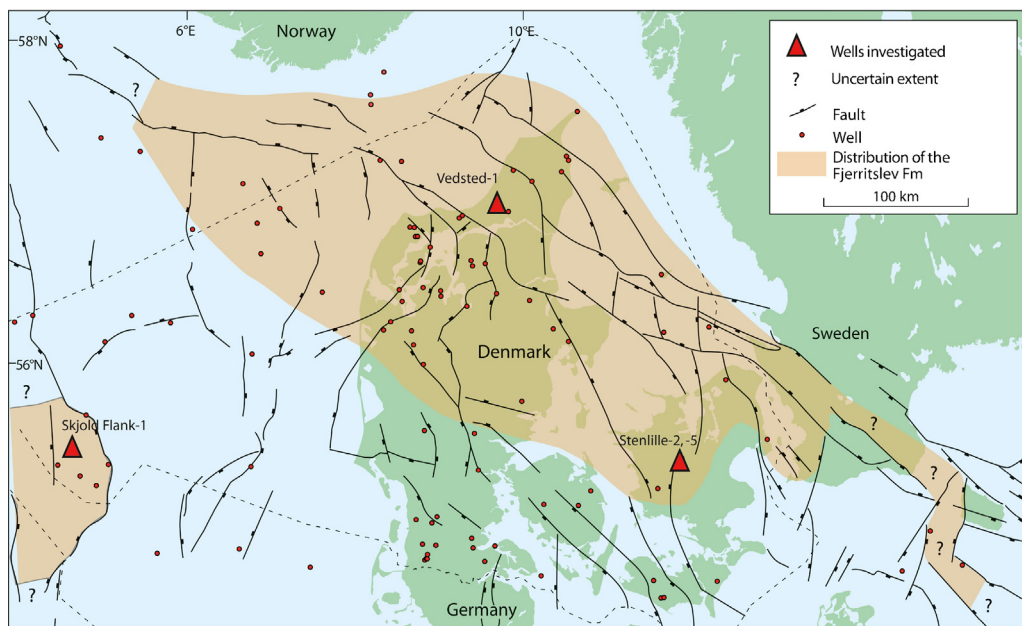 6°E
Norway
10°E
58°N
?
Wells investigated
? Uncertain extent
Fault
Well
Distribution of the
Fjerritslev Fm
100 km
Vedsted-1
Sweden
Denmark
56°N
?
Skjold Flank-1
?
Stenlille-2, -5
?
?
?
?
Germany